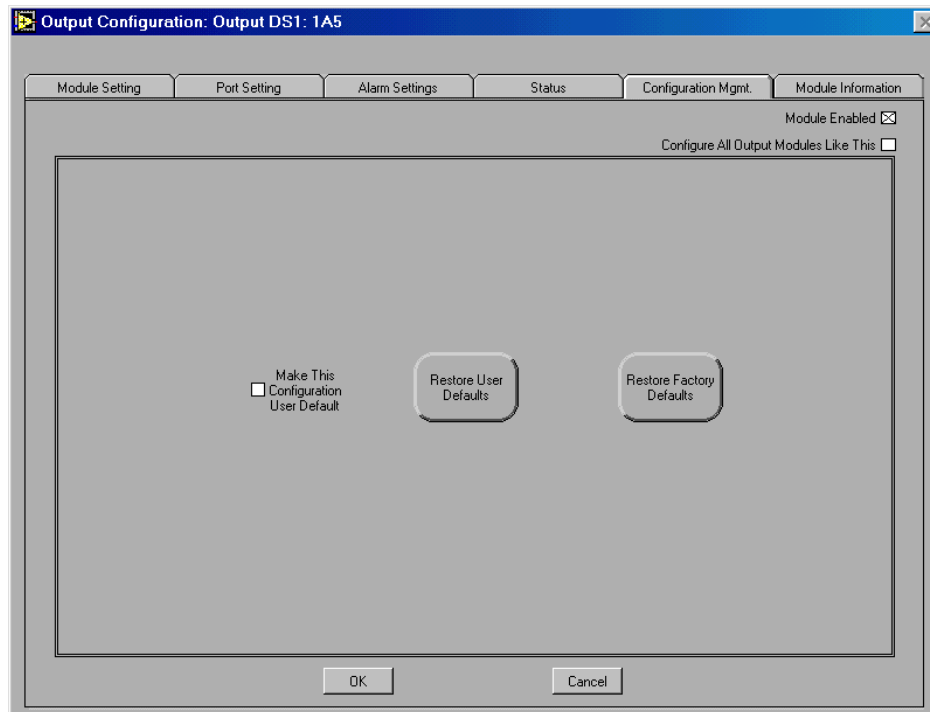 Output Configuration: Output DS1: 1A5
Module Setting
Port Setting
Alarm Settings
Status
Configuration Mgmt.
Module Information
Module Enabled
Configure All Output Modules Like This
Make This
Configuration
User Default
Restore User
Defaults
Restore Factory
Defaults
OK
Cancel